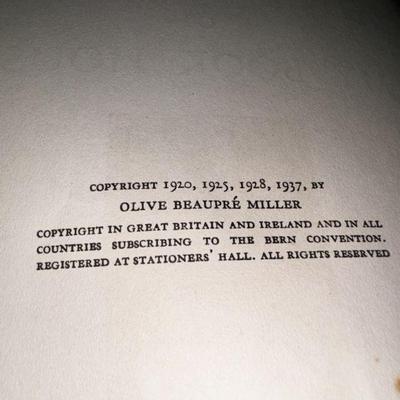 COPYRIGHT 1920, 1925, 1928, 1937, BY
OLIVE BEAUPRÉ MILLER
COPYRIGHT IN GREAT BRITAIN AND IRELAND AND IN ALL
COUNTRIES SUBSCRIBING TO THE BERN CONVENTION.
REGISTERED AT STATIONERS' HALL. ALL RIGHTS RESERVED